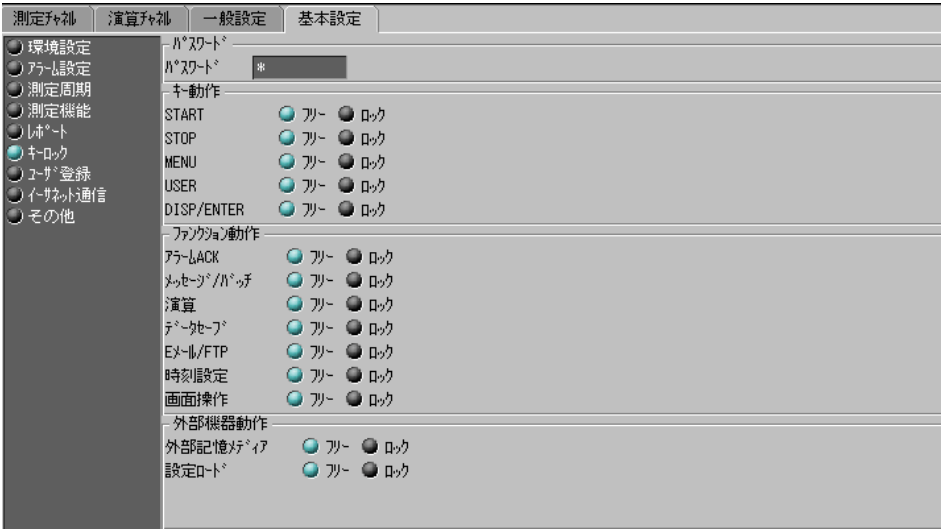 測定ﾁｬﾈﾙ 演算ﾁｬﾈﾙ 一般設定 基本設定
環境設定
ｱﾗｰﾑ設定
測定周期
測定機能
ﾚﾎﾟｰﾄ
ｷｰﾛｯｸ
ﾕｰｻﾞ登録
ｲｰｻﾈｯﾄ通信
その他
ﾊﾟｽﾜｰﾄﾞ
ﾊﾟｽﾜｰﾄﾞ *
ｷｰ動作
START ﾌﾘｰ ﾛｯｸ
STOP ﾌﾘｰ ﾛｯｸ
MENU ﾌﾘｰ ﾛｯｸ
USER ﾌﾘｰ ﾛｯｸ
DISP/ENTER ﾌﾘｰ ﾛｯｸ
ﾌｧﾝｸｼｮﾝ動作
ｱﾗｰﾑACK ﾌﾘｰ ﾛｯｸ
ﾒｯｾｰｼﾞ/ﾊﾞｯﾁ ﾌﾘｰ ﾛｯｸ
演算 ﾌﾘｰ ﾛｯｸ
ﾃﾞｰﾀｾｰﾌﾞ ﾌﾘｰ ﾛｯｸ
Eﾒｰﾙ/FTP ﾌﾘｰ ﾛｯｸ
時刻設定 ﾌﾘｰ ﾛｯｸ
画面操作 ﾌﾘｰ ﾛｯｸ
外部機器動作
外部記憶ﾒﾃﾞｨｱ ﾌﾘｰ ﾛｯｸ
設定ﾛｰﾄﾞ ﾌﾘｰ ﾛｯｸ